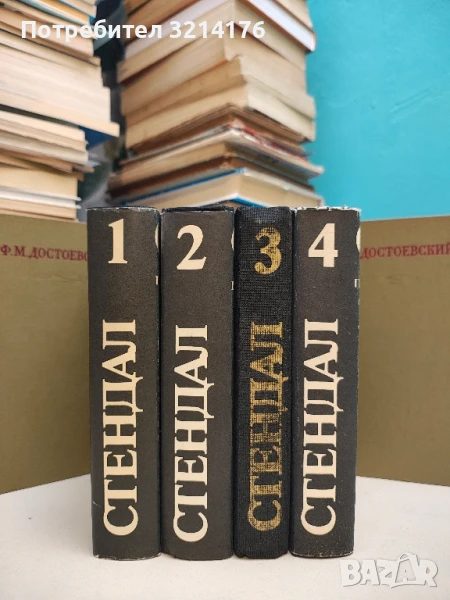 Потребител 3214176
Ф.М.ДОСТОЕВС
ДОСТОЕВСКИЙ
1
СТЕНДАЛ
2
СТЕНДАЛ
3
СТЕНДАЛ
4
СТЕНДАЛ
BAZAR